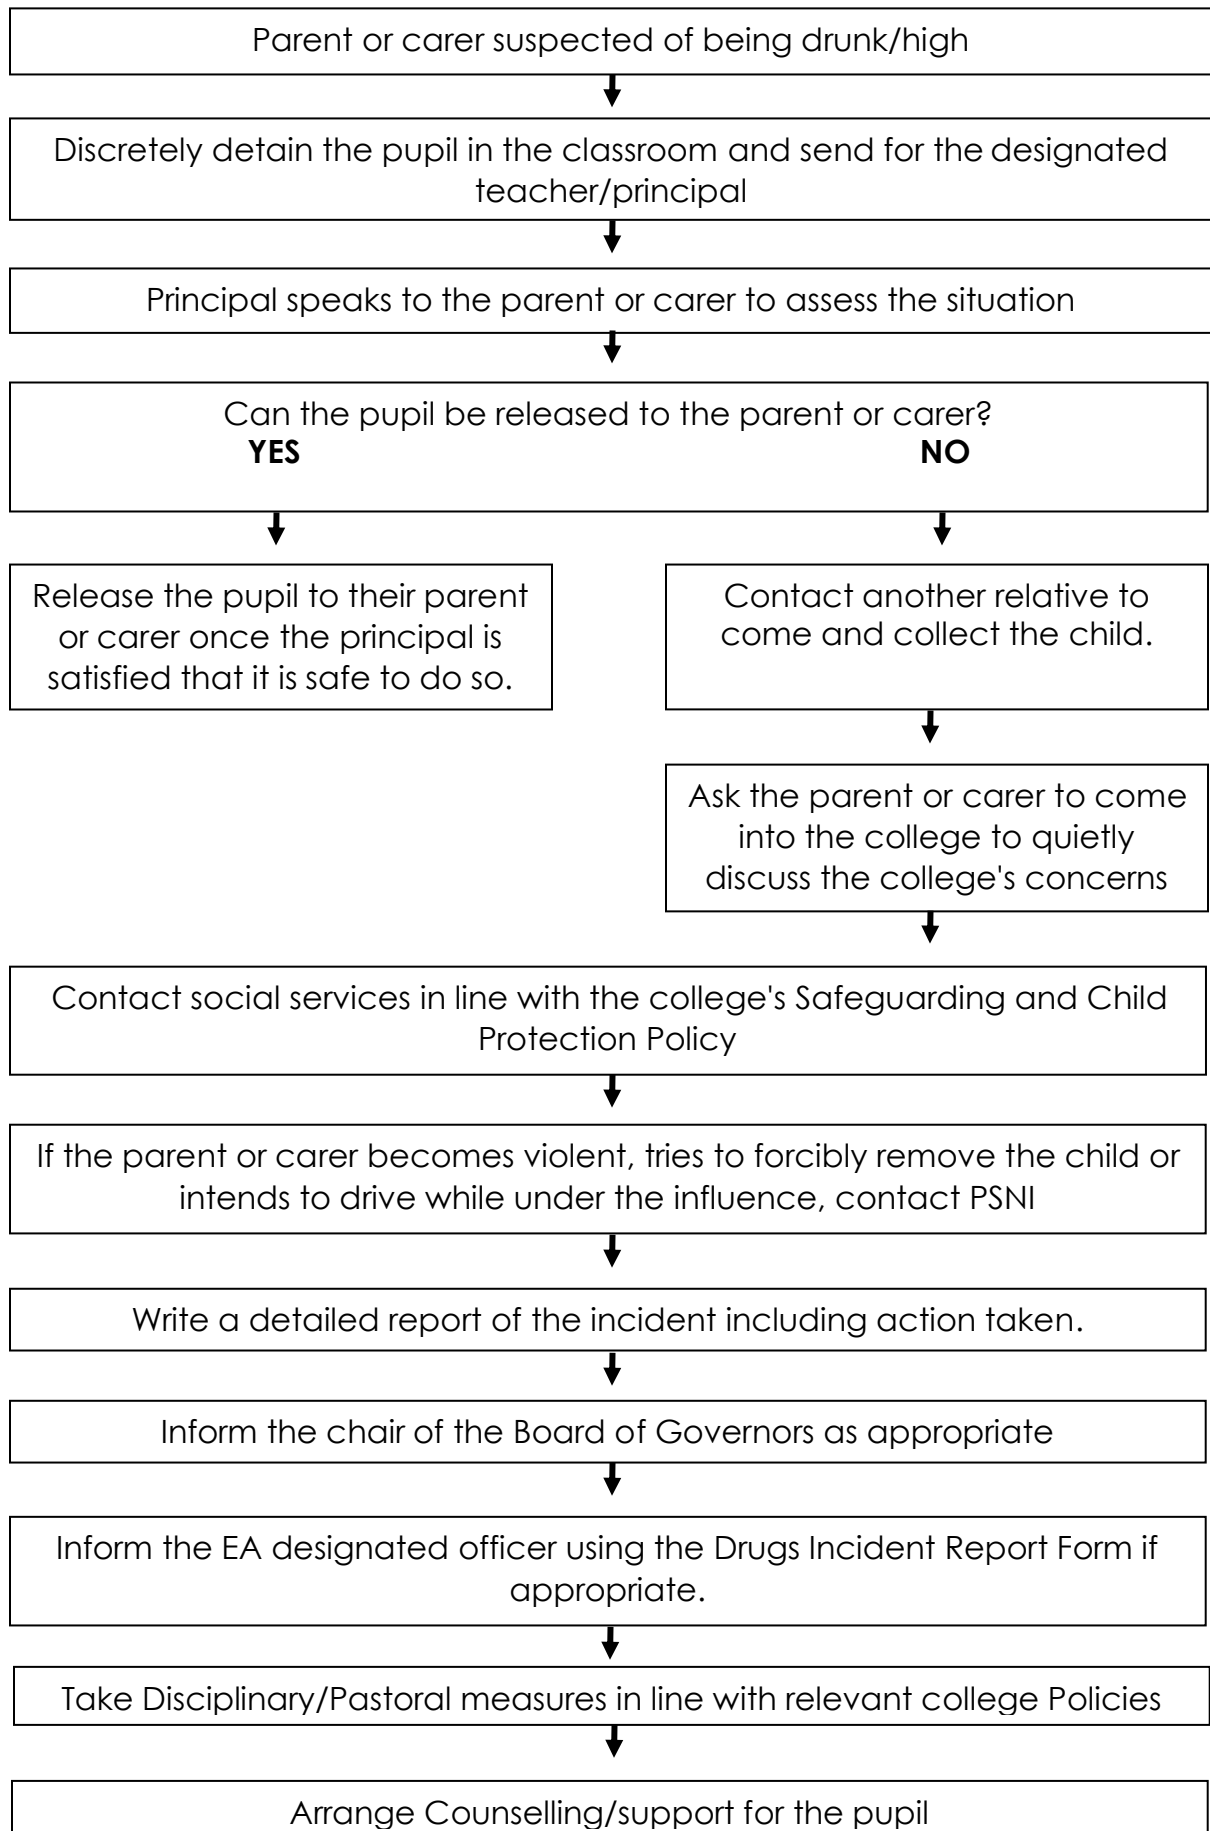 Parent or carer suspected of being drunk/high
Discretely detain the pupil in the classroom and send for the designated
teacher/principal
Principal speaks to the parent or carer to assess the situation
Can the pupil be released to the parent or carer?
YES NO
Release the pupil to their parent
or carer once the principal is
satisfied that it is safe to do so.
Contact another relative to
come and collect the child.
Ask the parent or carer to come
into the college to quietly
discuss the college's concerns
Contact social services in line with the college's Safeguarding and Child
Protection Policy
If the parent or carer becomes violent, tries to forcibly remove the child or
intends to drive while under the influence, contact PSNI
Write a detailed report of the incident including action taken.
Inform the chair of the Board of Governors as appropriate
Inform the EA designated officer using the Drugs Incident Report Form if
appropriate.
Take Disciplinary/Pastoral measures in line with relevant college Policies
Arrange Counselling/support for the pupil